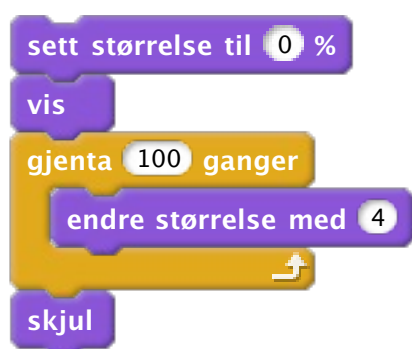 sett størrelse til 0 %
vis
gjenta 100 ganger
endre størrelse med 4
skjul